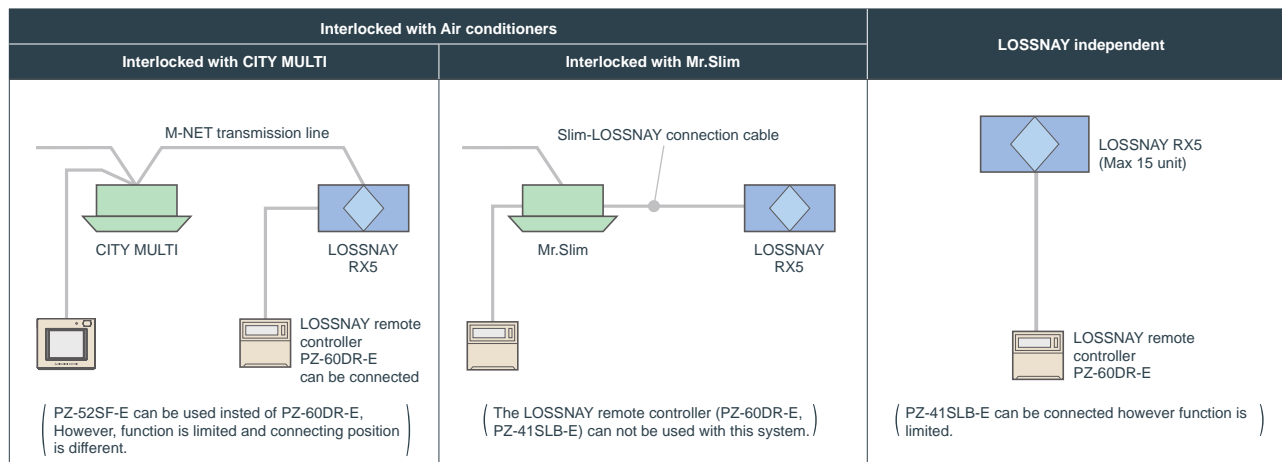 Interlocked with Air conditioners
LOSSNAY independent
Interlocked with CITY MULTI
Interlocked with Mr.Slim
M-NET transmission line
CITY MULTI
LOSSNAY
RX5
LOSSNAY remote
controller
PZ-60DR-E
can be connected
PZ-52SF-E can be used insted of PZ-60DR-E,
However, function is limited and connecting position
is different.
Slim-LOSSNAY connection cable
Mr.Slim
LOSSNAY
RX5
The LOSSNAY remote controller (PZ-60DR-E,
PZ-41SLB-E) can not be used with this system.
LOSSNAY RX5
(Max 15 unit)
LOSSNAY remote
controller
PZ-60DR-E
PZ-41SLB-E can be connected however function is
limited.